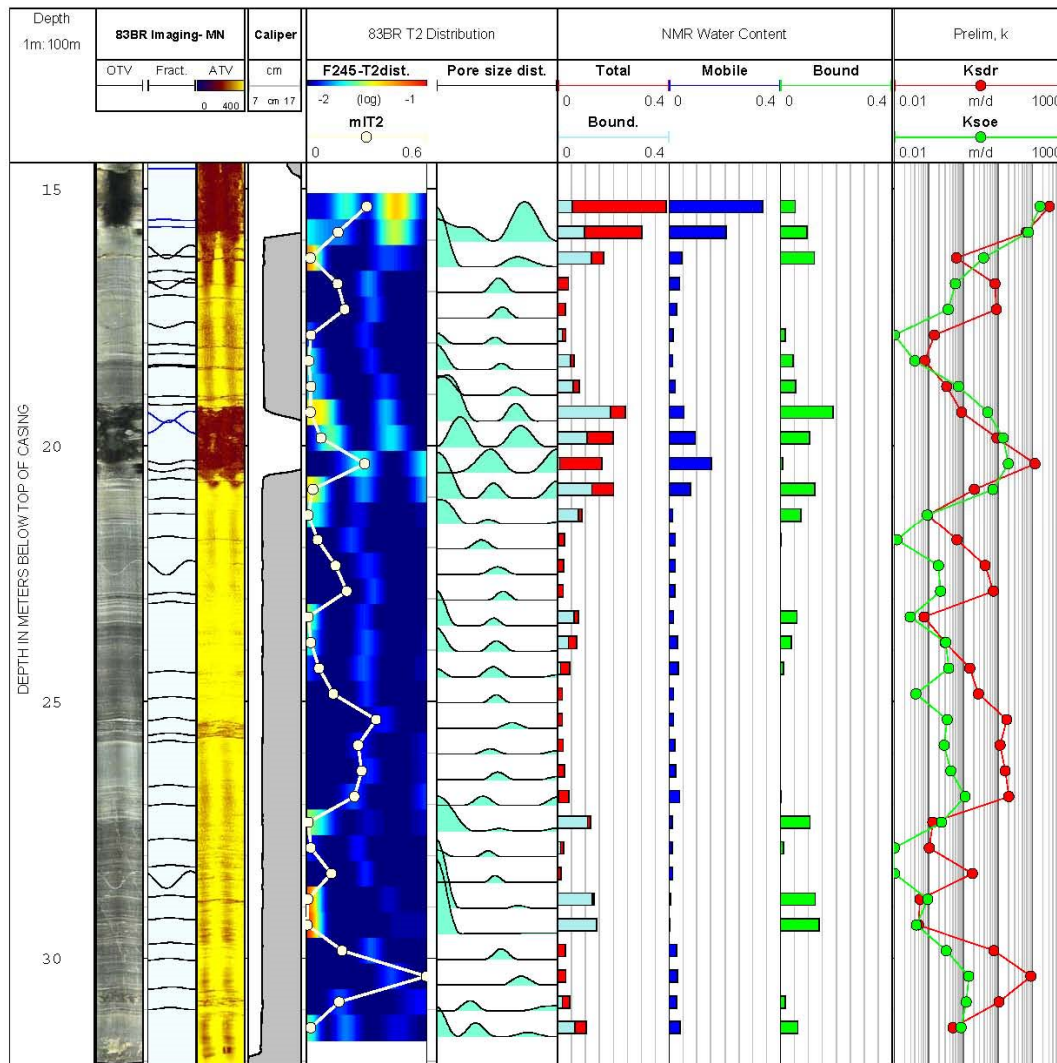 Depth
1m: 100m
83BR Imaging- MN
Caliper
83BR T2 Distribution
NMR Water Content
Prelim, k
OTV
Fract.
ATV
cm
F245-T2dist.
Pore size dist.
Total
Mobile
Bound
Ksdr
0 400
7 cm 17
-2 (log) -1
0 0.4
0 0.4
0 0.4
0.01 m/d 1000
mlT2
Bound.
Ksoe
0 0.6
0 0.4
0.01 m/d 1000
15
20
25
30
DEPTH IN METERS BELOW TOP OF CASING